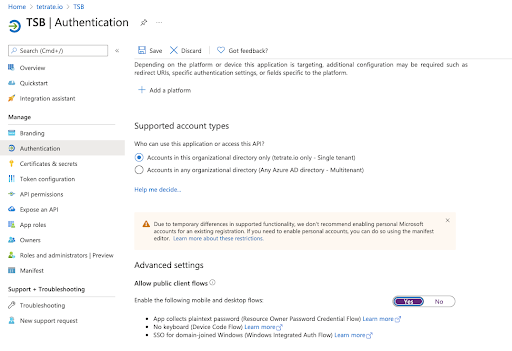 Home > tetrate.io > TSB
TSB | Authentication
Search (Cmd+/)
Overview
Quickstart
Integration assistant
Manage
Branding
Authentication
Certificates & secrets
Token configuration
API permissions
Expose an API
App roles
Owners
Roles and administrators | Preview
Manifest
Support + Troubleshooting
Troubleshooting
New support request
Save
Discard
Got feedback?
Depending on the platform or device this application is targeting, additional configuration may be required such as
redirect URIs, specific authentication settings, or fields specific to the platform.
Add a platform
Supported account types
Who can use this application or access this API?
Accounts in this organizational directory only (tetrate.io only - Single tenant)
Accounts in any organizational directory (Any Azure AD directory - Multitenant)
Help me decide...
Due to temporary differences in supported functionality, we don't recommend enabling personal Microsoft
accounts for an existing registration. If you need to enable personal accounts, you can do so using the manifest
editor. Learn more about these restrictions.
Advanced settings
Allow public client flows
Enable the following mobile and desktop flows:
Yes
No
• App collects plaintext password (Resource Owner Password Credential Flow) Learn more
• No keyboard (Device Code Flow) Learn more
• SSO for domain-joined Windows (Windows Integrated Auth Flow) Learn more